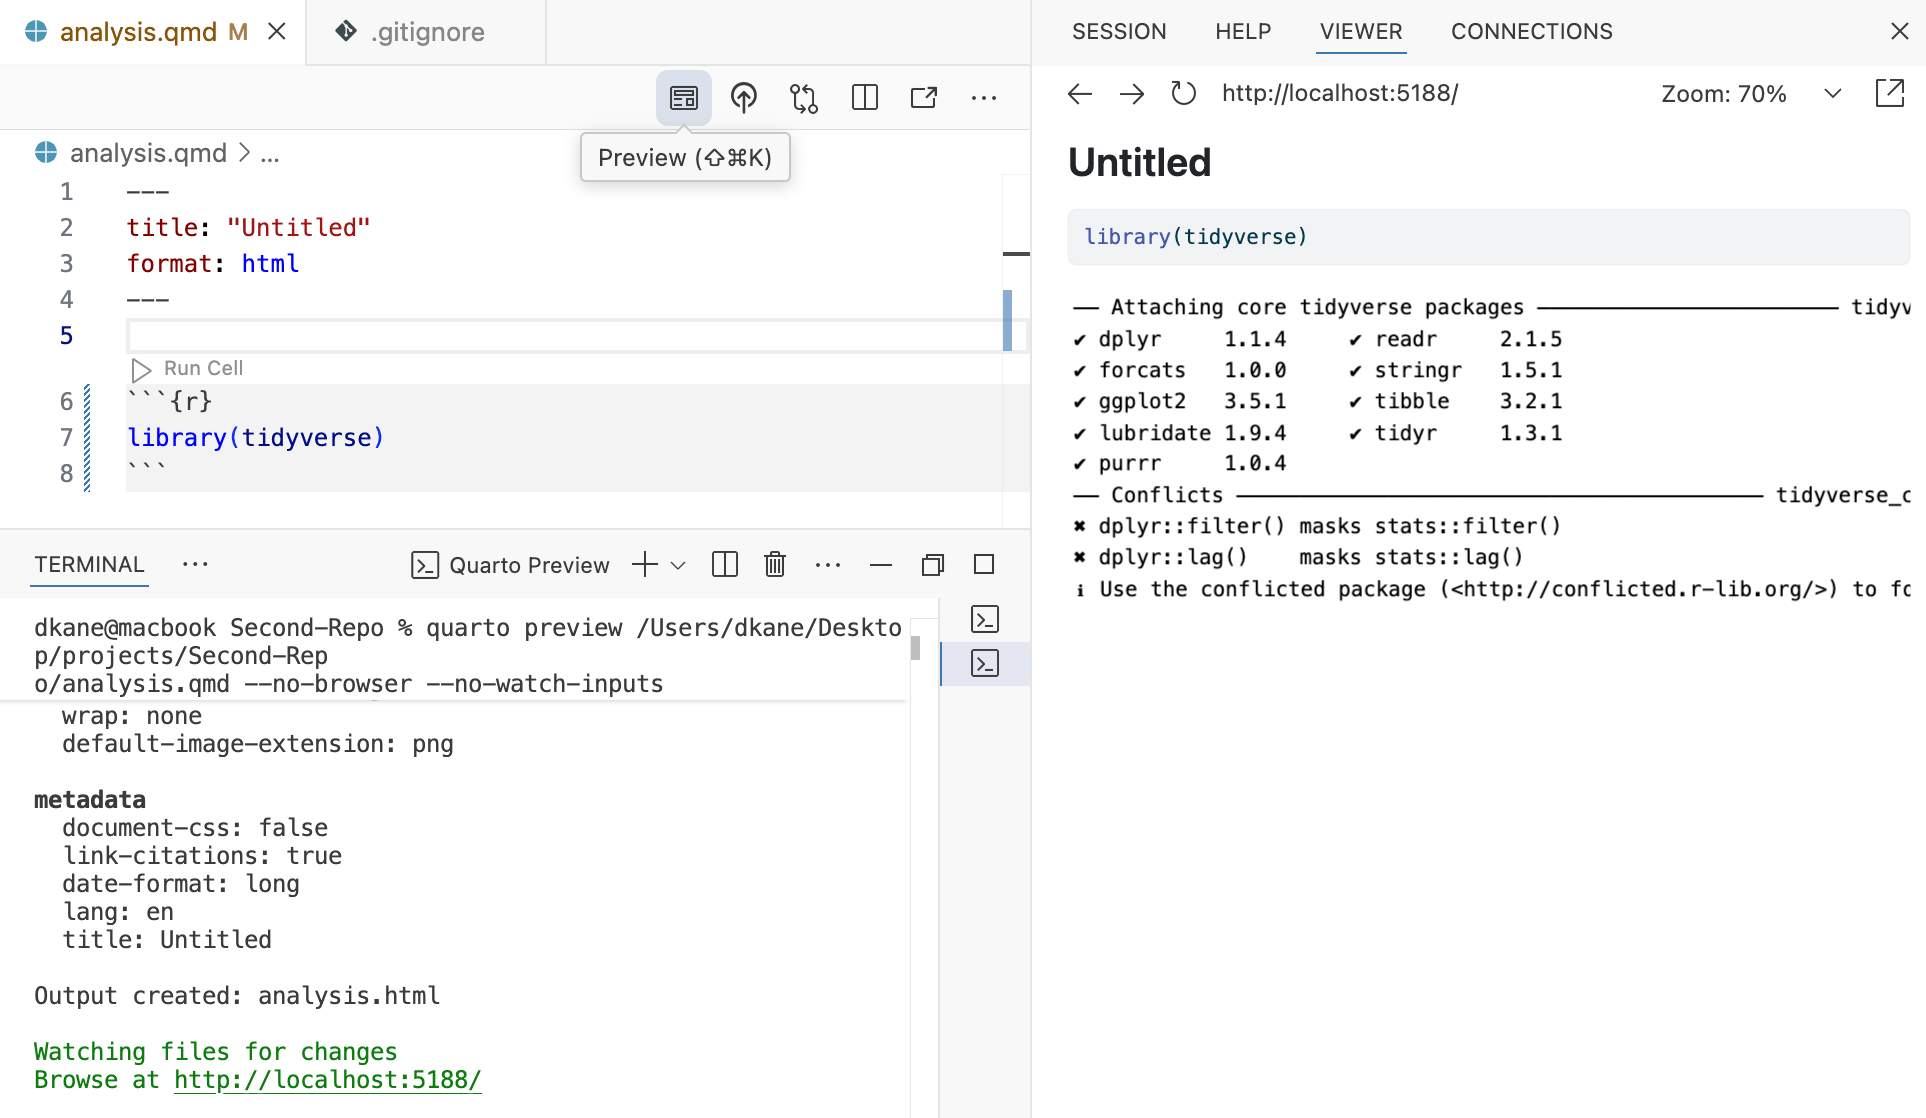 analysis.qmd M
.gitignore
Preview (⇧⌘K)
analysis.qmd > ...
1 ---
2 title: "Untitled"
3 format: html
4 ---
5
Run Cell
6 ```{r}
7 library(tidyverse)
8 ```
TERMINAL
Quarto Preview
dkane@macbook Second-Repo % quarto preview /Users/dkane/Deskto
p/projects/Second-Rep
o/analysis.qmd --no-browser --no-watch-inputs
wrap: none
default-image-extension: png
metadata
document-css: false
link-citations: true
date-format: long
lang: en
title: Untitled
Output created: analysis.html
Watching files for changes
Browse at http://localhost:5188/
SESSION HELP VIEWER CONNECTIONS
http://localhost:5188/ Zoom: 70%
Untitled
library(tidyverse)
── Attaching core tidyverse packages ──────────────────────── tidyv
✔ dplyr 1.1.4 ✔ readr 2.1.5
✔ forcats 1.0.0 ✔ stringr 1.5.1
✔ ggplot2 3.5.1 ✔ tibble 3.2.1
✔ lubridate 1.9.4 ✔ tidyr 1.3.1
✔ purrr 1.0.4
── Conflicts ────────────────────────────────────────── tidyverse_c
✖ dplyr::filter() masks stats::filter()
✖ dplyr::lag() masks stats::lag()
ℹ Use the conflicted package (<http://conflicted.r-lib.org/>) to fo